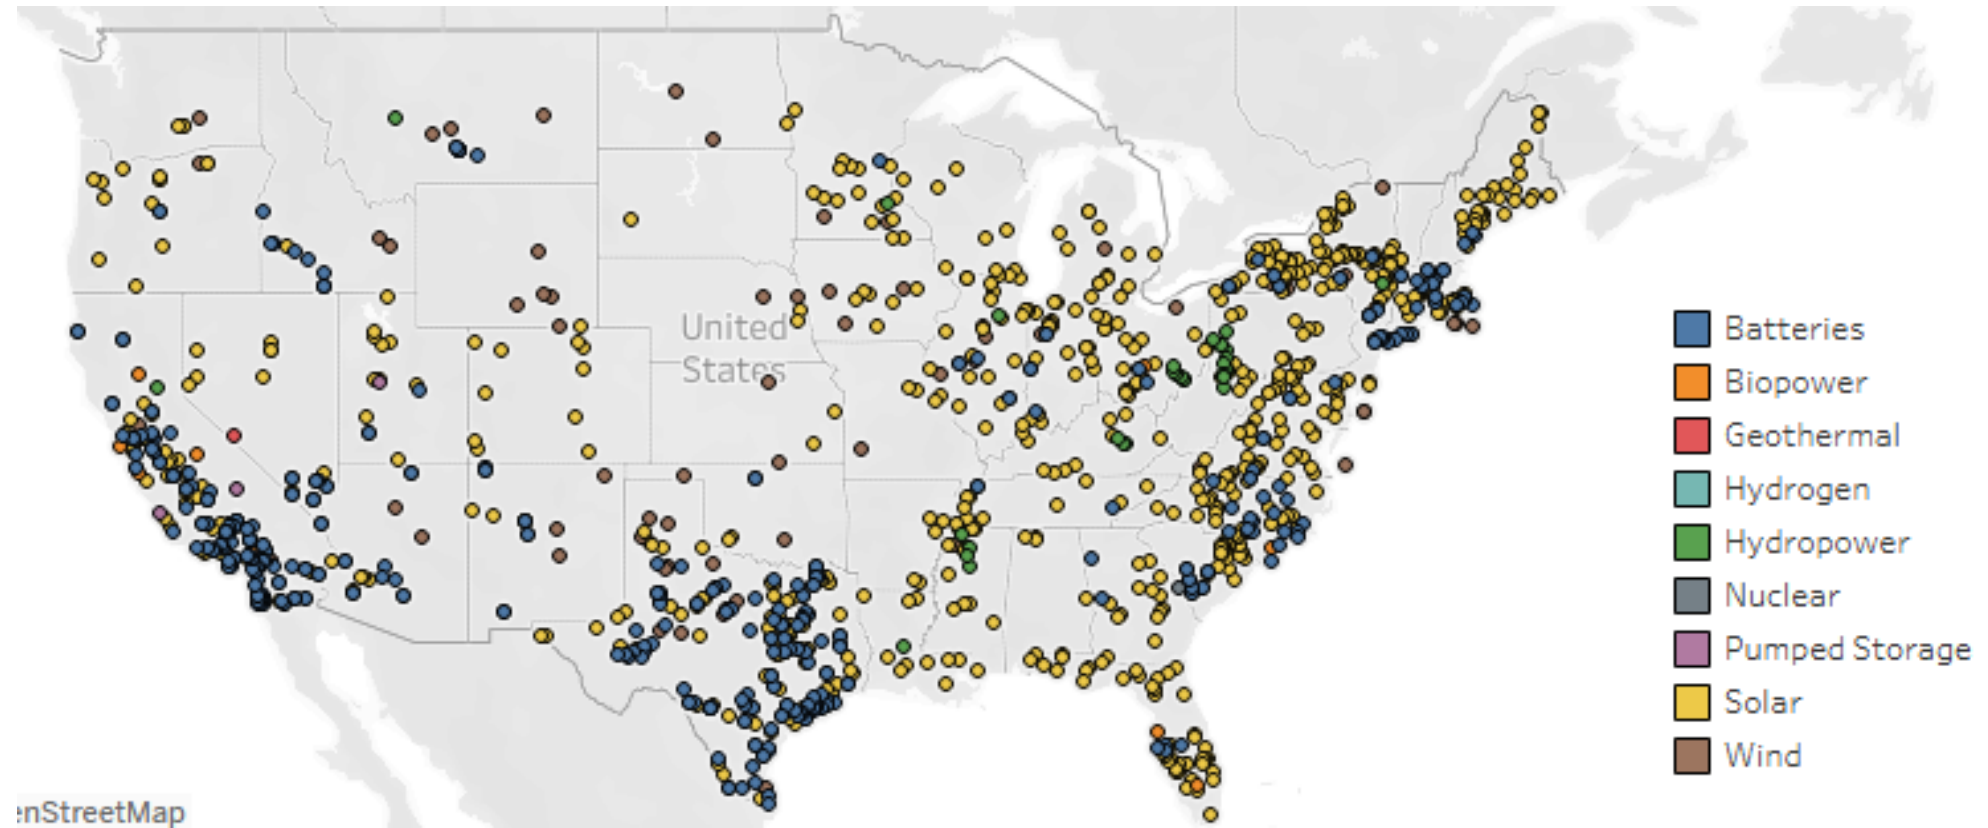 United
States
Batteries
Biopower
Geothermal
Hydrogen
Hydropower
Nuclear
Pumped Storage
Solar
Wind
enStreetMap